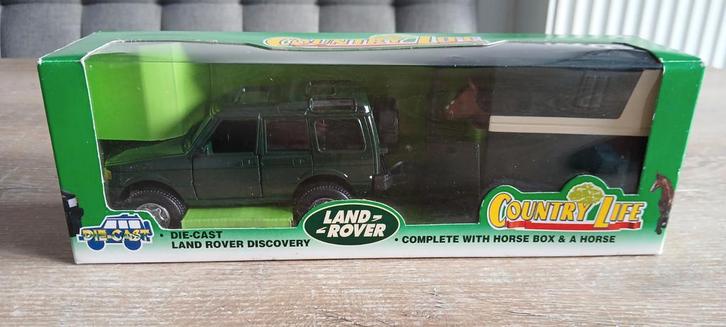 COUNTRY LIFE
DIE-CAST
• DIE-CAST
LAND ROVER DISCOVERY
LAND-
-ROVER
COUNTRY LIFE
• COMPLETE WITH HORSE BOX & A HORSE